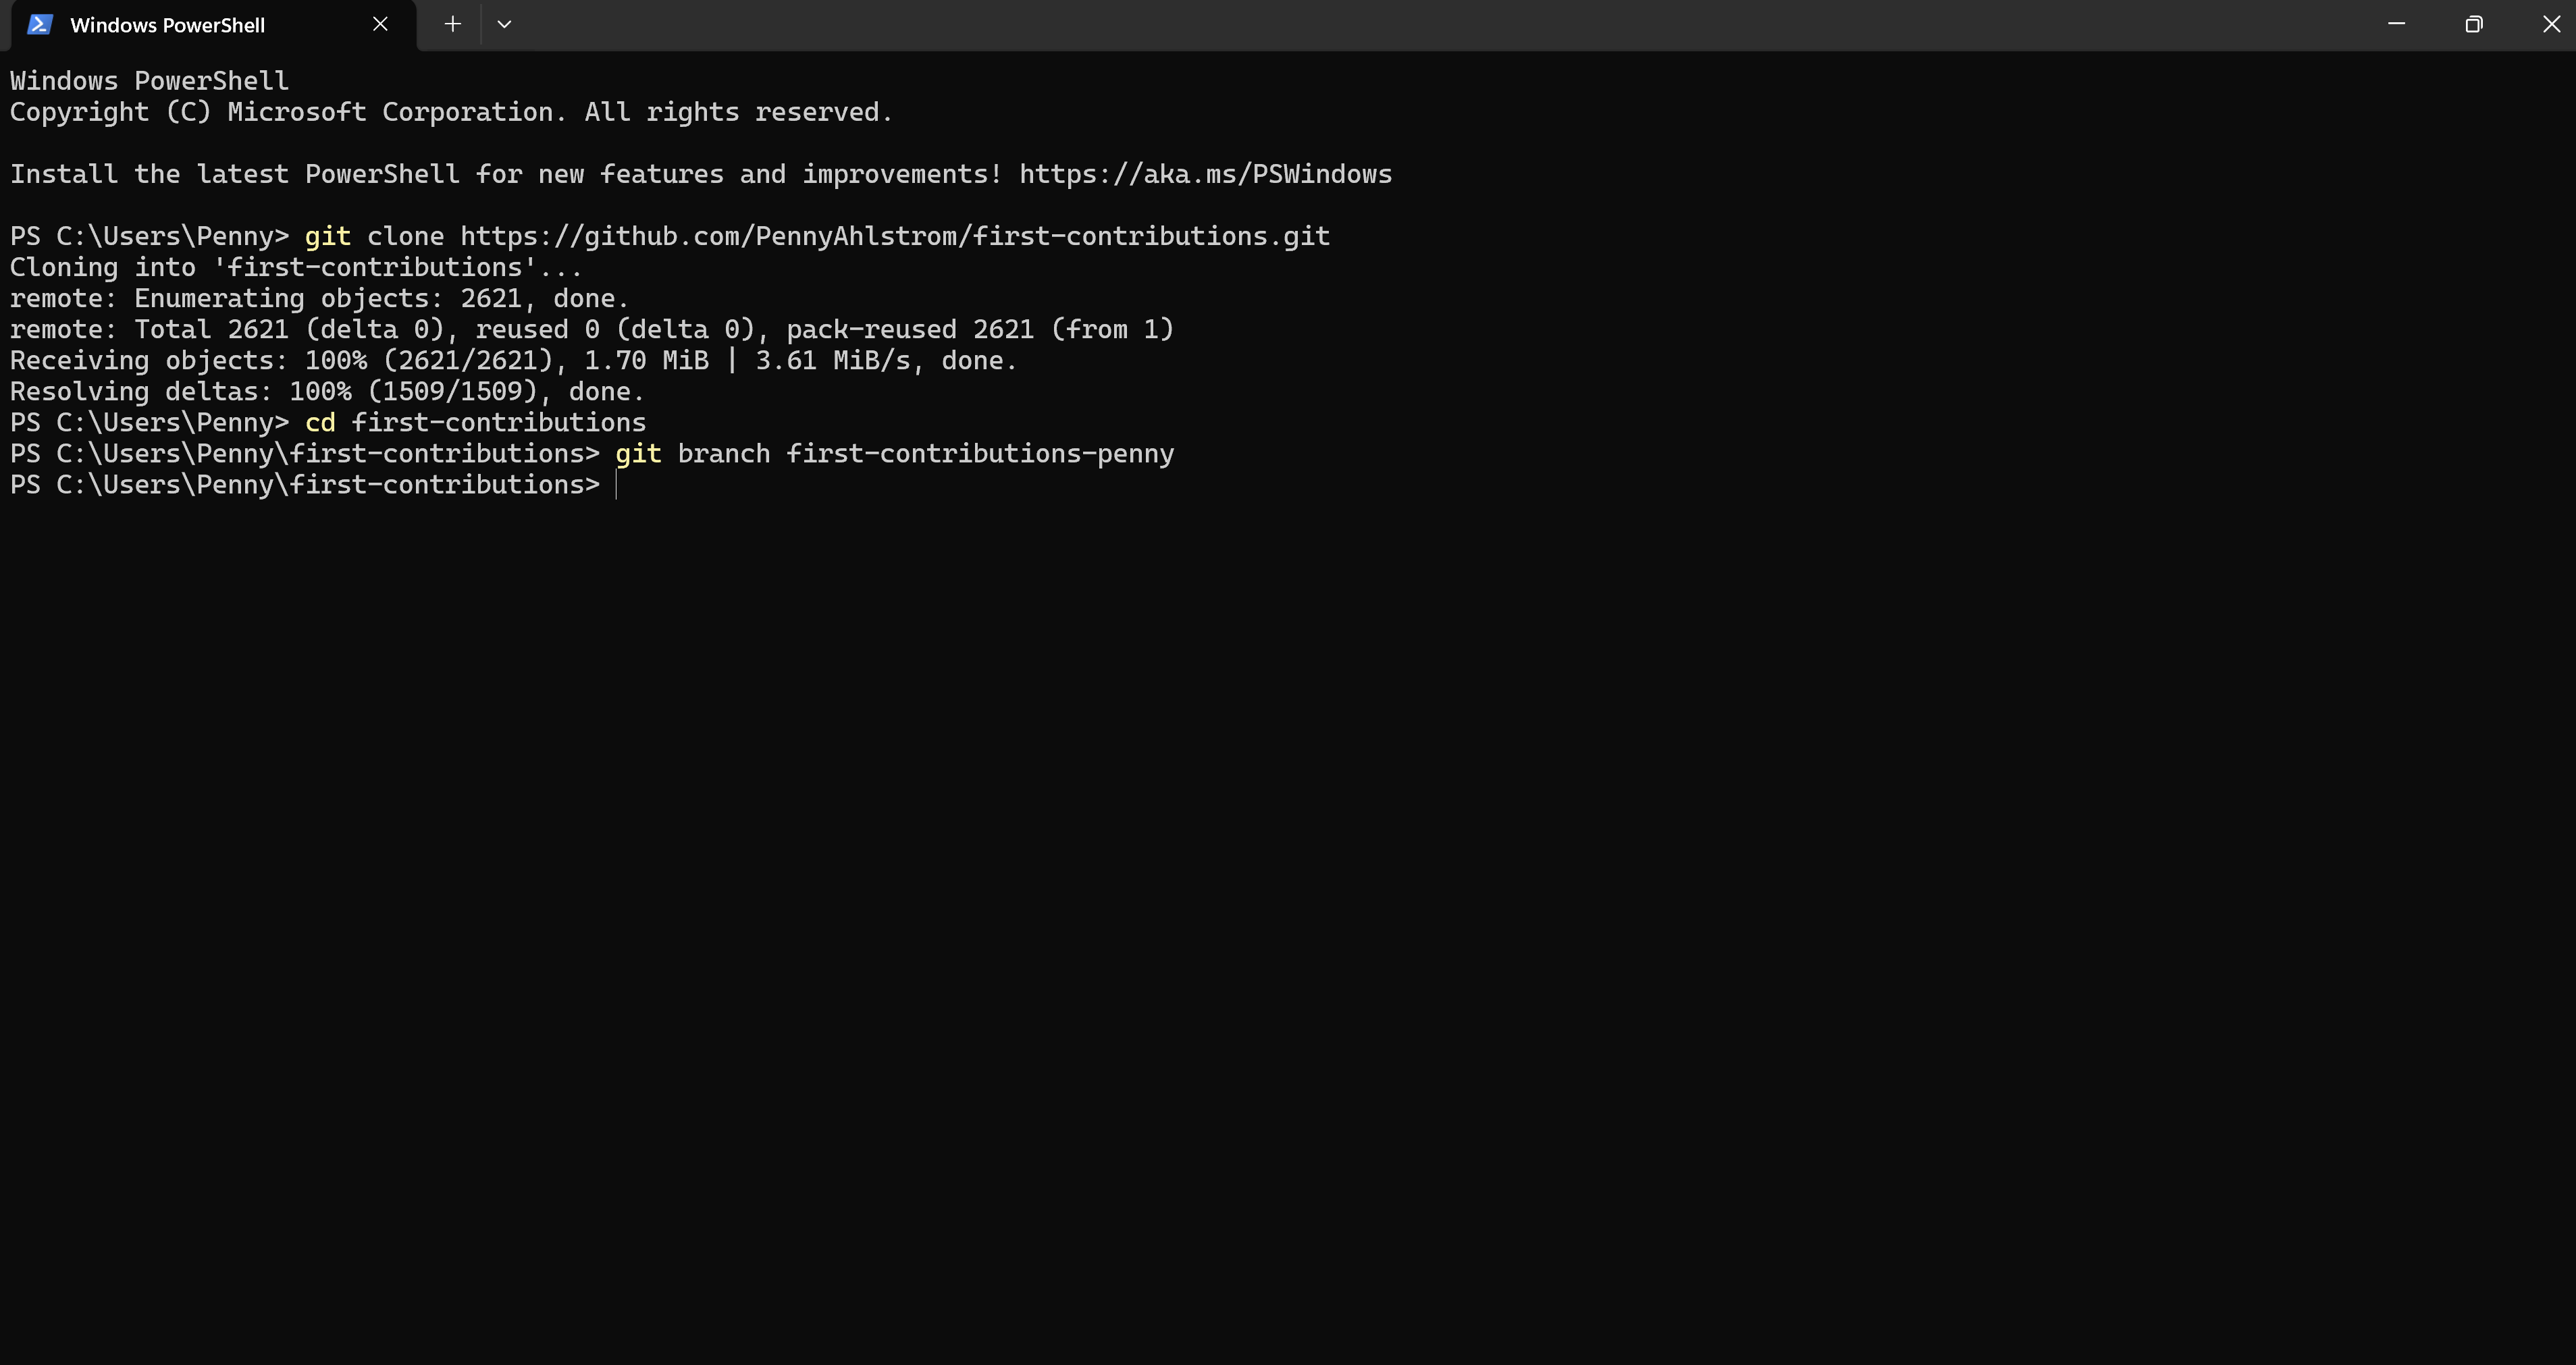 Windows PowerShell
Windows PowerShell
Copyright (C) Microsoft Corporation. All rights reserved.
Install the latest PowerShell for new features and improvements! https://aka.ms/PSWindows
PS C:\Users\Penny> git clone https://github.com/PennyAhlstrom/first-contributions.git
Cloning into 'first-contributions'...
remote: Enumerating objects: 2621, done.
remote: Total 2621 (delta 0), reused 0 (delta 0), pack-reused 2621 (from 1)
Receiving objects: 100% (2621/2621), 1.70 MiB | 3.61 MiB/s, done.
Resolving deltas: 100% (1509/1509), done.
PS C:\Users\Penny> cd first-contributions
PS C:\Users\Penny\first-contributions> git branch first-contributions-penny
PS C:\Users\Penny\first-contributions>